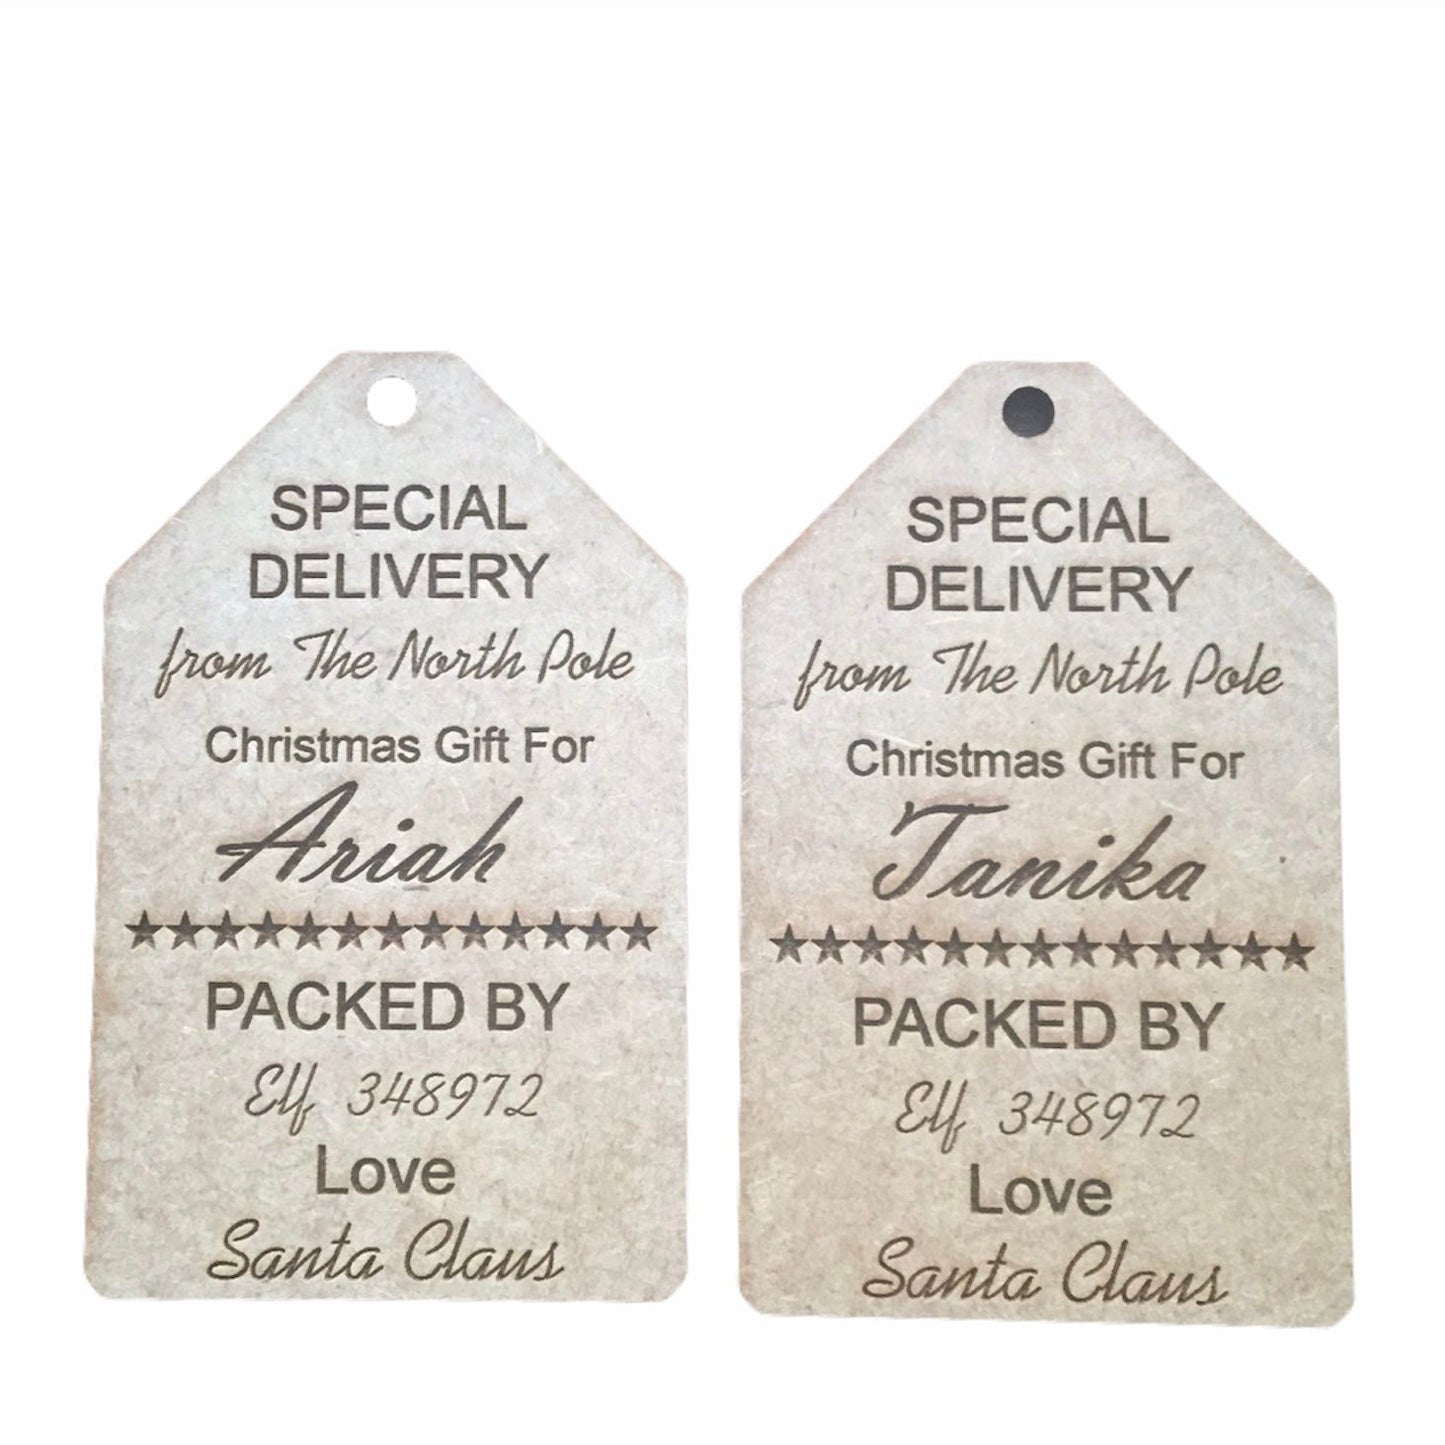 SPECIAL
DELIVERY
from The North Pole
Christmas Gift For
Ariah
PACKED BY
Elf 348972
Love
Santa Claus
SPECIAL
DELIVERY
from The North Pole
Christmas Gift For
Tanika
PACKED BY
Elf 348972
Love
Santa Claus